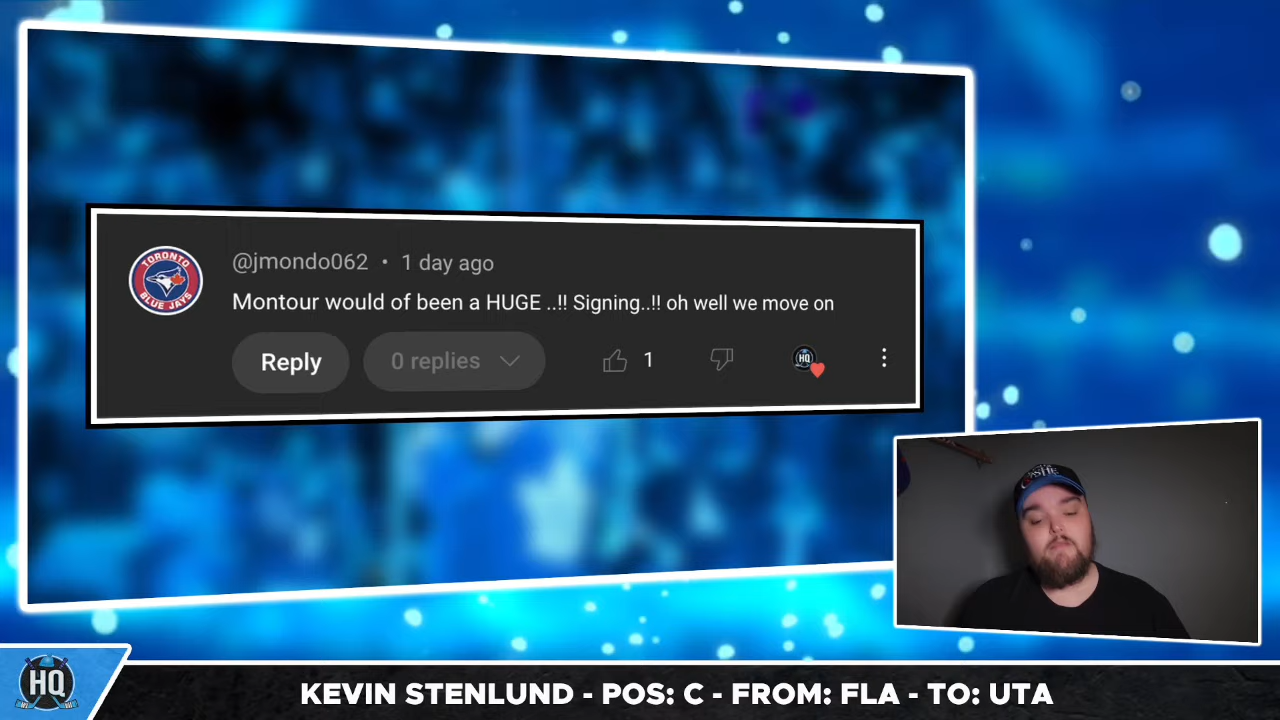 TORONTO
BLUE JAYS
@jmondo062 • 1 day ago
Montour would of been a HUGE ..!! Signing..!! oh well we move on
Reply
0 replies
1
HQ
HQ
KEVIN STENLUND - POS: C - FROM: FLA - TO: UTA